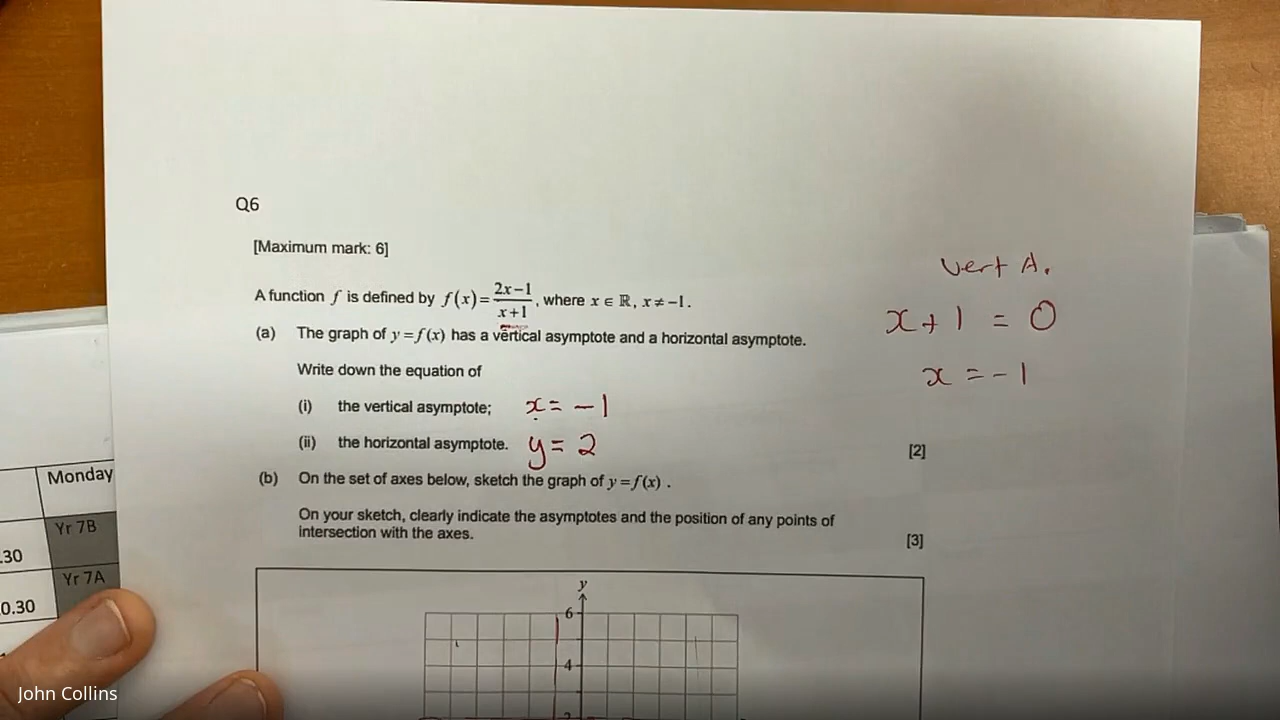 Q6
[Maximum mark: 6]
A function f is defined by f(x)=2x−1/x+1, where x ∈ ℝ, x≠−1.
(a) The graph of y=f(x) has a vertical asymptote and a horizontal asymptote.
Write down the equation of
(i) the vertical asymptote; x = −1
(ii) the horizontal asymptote. y = 2
[2]
(b) On the set of axes below, sketch the graph of y=f(x).
On your sketch, clearly indicate the asymptotes and the position of any points of
intersection with the axes.
[3]
y
6
4
2
vert A.
x + 1 = 0
x = −1
Monday
Yr 7B
.30
Yr 7A
0.30
John Collins